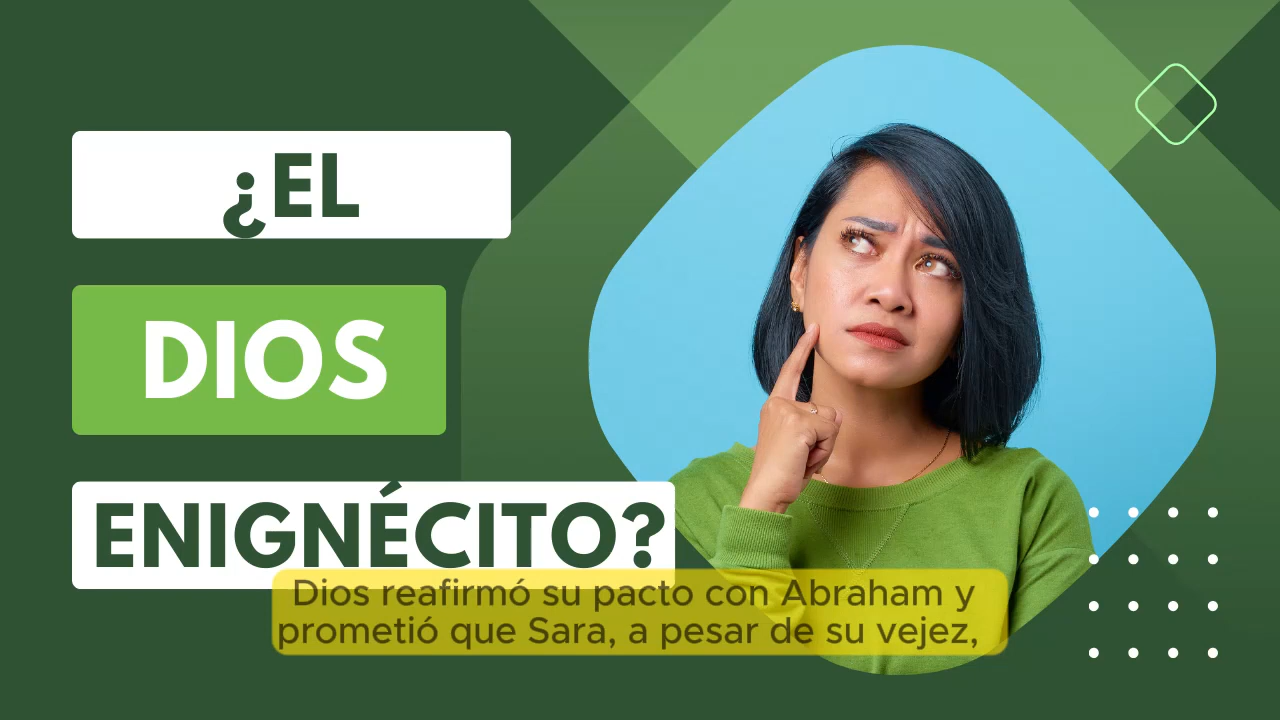 ¿EL
DIOS
ENIGNÉCITO?
Dios reafirmó su pacto con Abraham y
prometió que Sara, a pesar de su vejez,